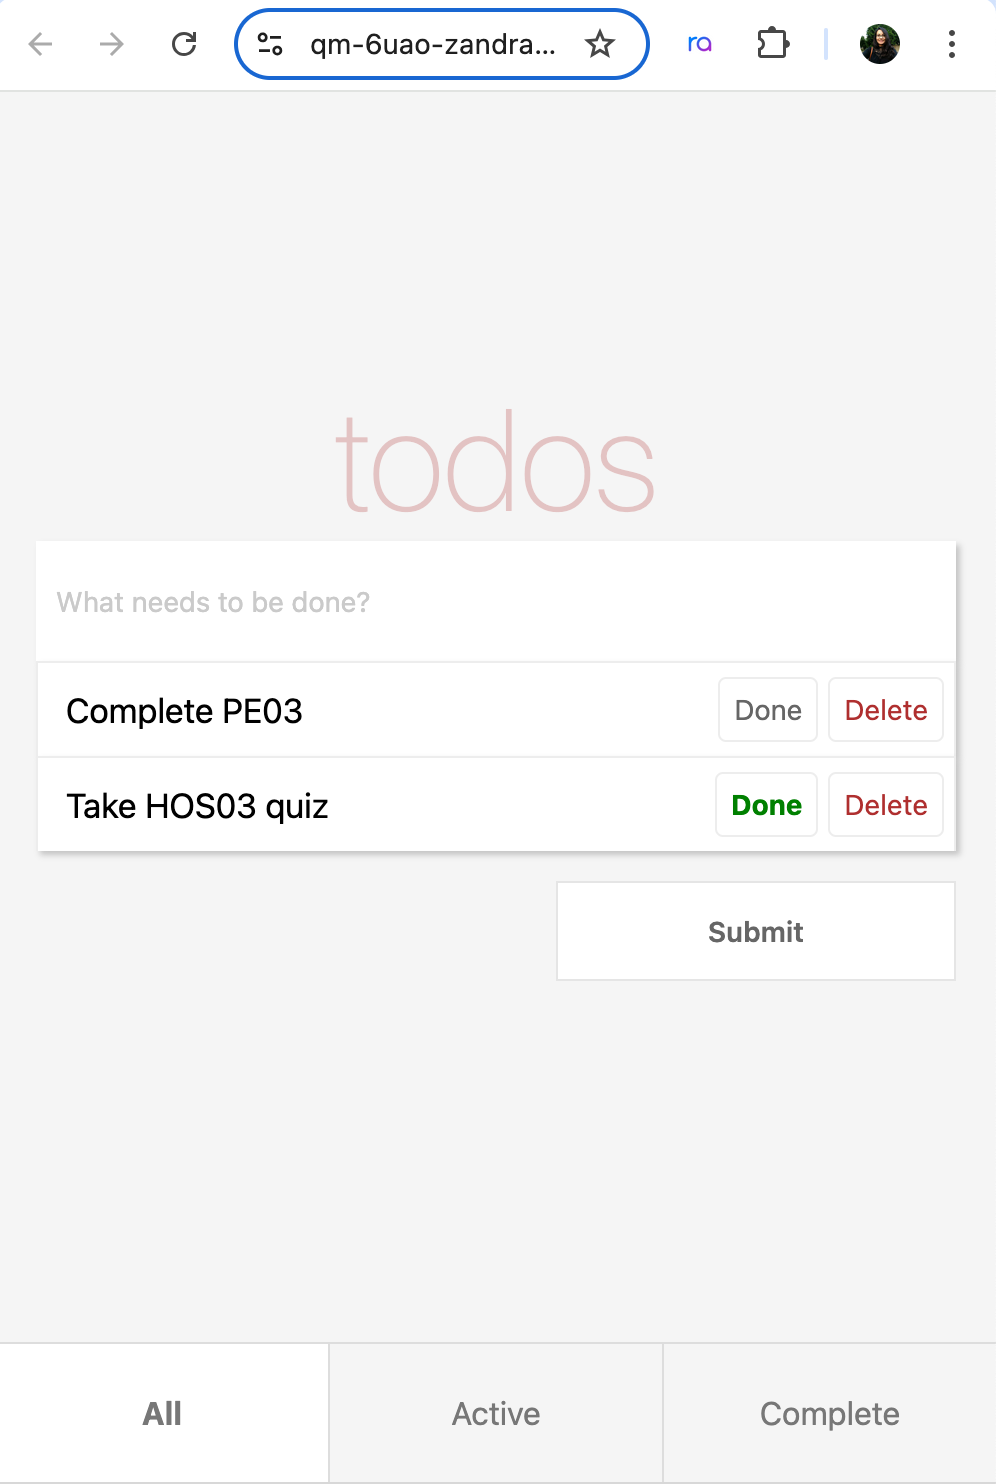 qm-6uao-zandra...
ra
todos
What needs to be done?
Complete PE03 Done Delete
Take HOS03 quiz Done Delete
Submit
All Active Complete